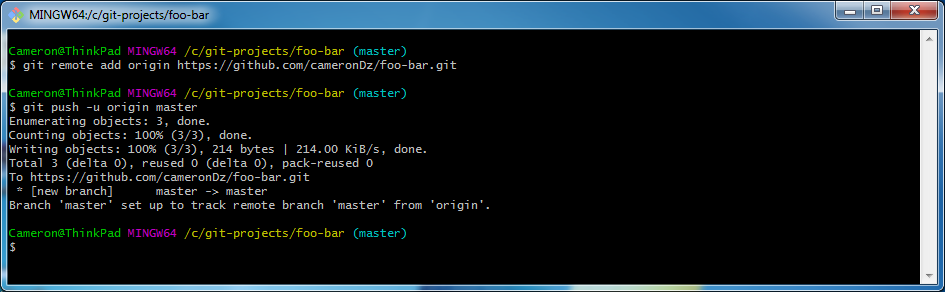 MINGW64:/c/git-projects/foo-bar
Cameron@ThinkPad MINGW64 /c/git-projects/foo-bar (master)
$ git remote add origin https://github.com/cameronDz/foo-bar.git
Cameron@ThinkPad MINGW64 /c/git-projects/foo-bar (master)
$ git push -u origin master
Enumerating objects: 3, done.
Counting objects: 100% (3/3), done.
Writing objects: 100% (3/3), 214 bytes | 214.00 KiB/s, done.
Total 3 (delta 0), reused 0 (delta 0), pack-reused 0
To https://github.com/cameronDz/foo-bar.git
 * [new branch]      master -> master
Branch 'master' set up to track remote branch 'master' from 'origin'.
Cameron@ThinkPad MINGW64 /c/git-projects/foo-bar (master)
$